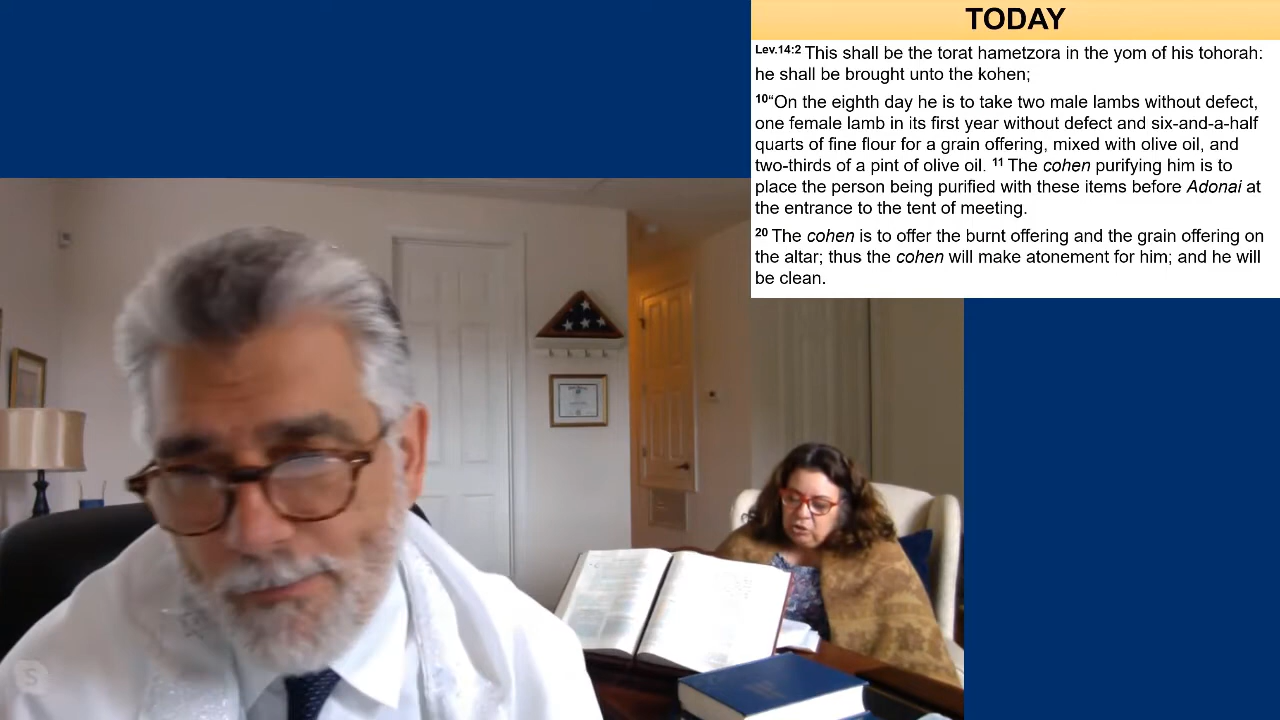 TODAY
Lev.14:2 This shall be the torat hametzora in the yom of his tohorah:
he shall be brought unto the kohen;
10“On the eighth day he is to take two male lambs without defect,
one female lamb in its first year without defect and six-and-a-half
quarts of fine flour for a grain offering, mixed with olive oil, and
two-thirds of a pint of olive oil. 11 The cohen purifying him is to
place the person being purified with these items before Adonai at
the entrance to the tent of meeting.
20 The cohen is to offer the burnt offering and the grain offering on
the altar; thus the cohen will make atonement for him; and he will
be clean.
S